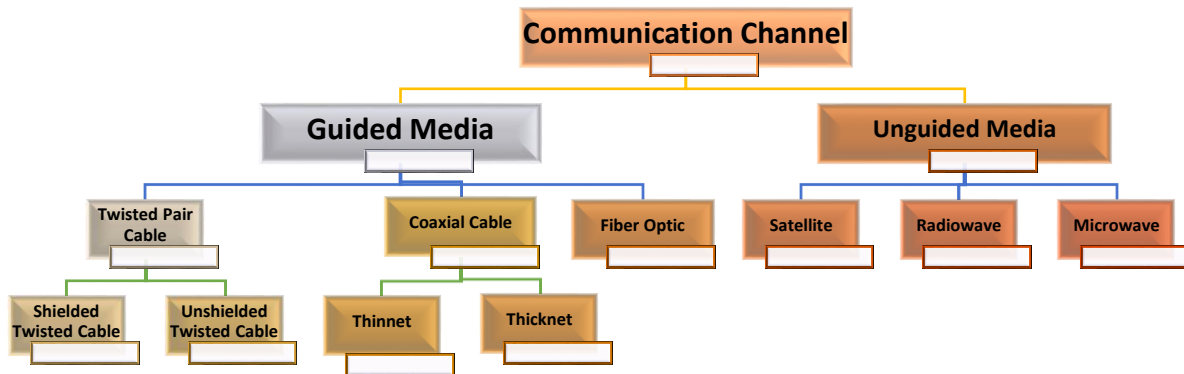 Communication Channel
Guided Media
Unguided Media
Twisted Pair
Cable
Coaxial Cable
Fiber Optic
Satellite
Radiowave
Microwave
Shielded
Twisted Cable
Unshielded
Twisted Cable
Thinnet
Thicknet